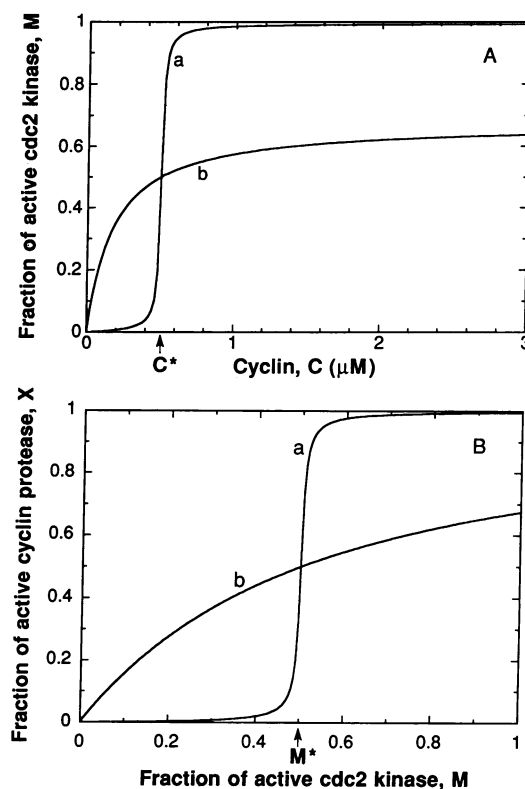 Fraction of active cdc2 kinase, M
1
0.8
0.6
0.4
0.2
0
a
A
b
0
1
2
3
C*
Cyclin, C (μM)
Fraction of active cyclin protease, X
1
0.8
0.6
0.4
0.2
0
a
B
b
0
0.2
0.4
0.6
0.8
1
M*
Fraction of active cdc2 kinase, M